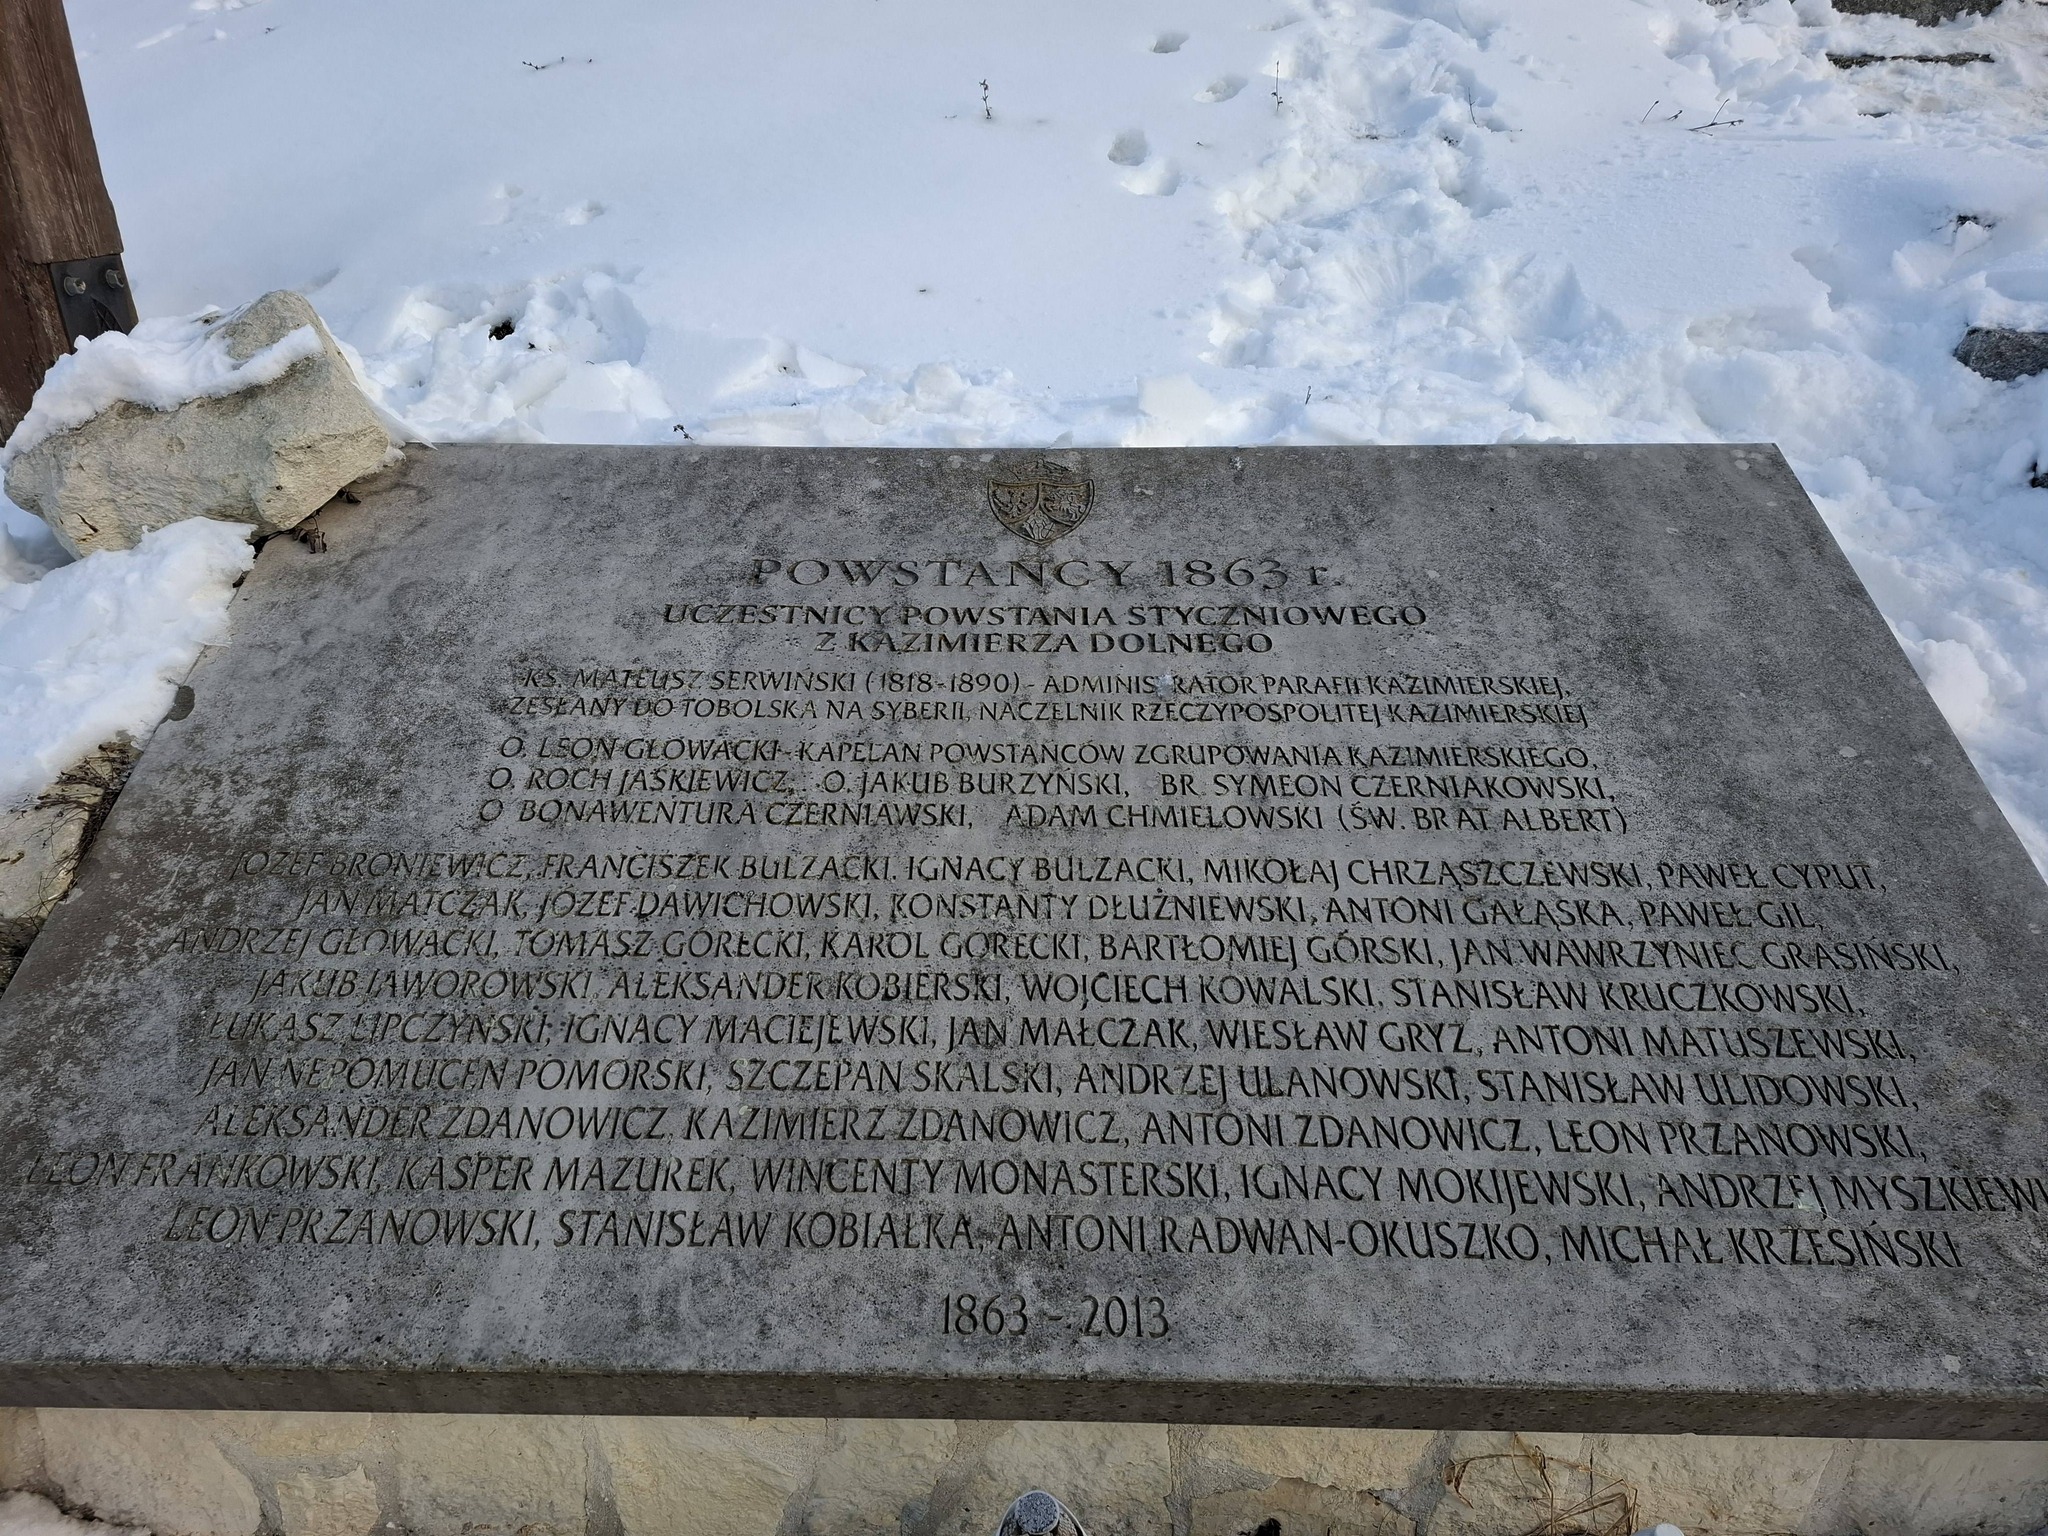 POWSTAŃCY 1863 r.
UCZESTNICY POWSTANIA STYCZNIOWEGO
Z KAZIMIERZA DOLNEGO
KS. MATEUSZ SERWIŃSKI (1818-1890) - ADMINISTRATOR PARAFII KAZIMIERSKIEJ,
ZESŁANY DO TOBOLSKA NA SYBERII, NACZELNIK RZECZYPOSPOLITEJ KAZIMIERSKIEJ
O. LEON GŁOWACKI - KAPELAN POWSTAŃCÓW ZGRUPOWANIA KAZIMIERSKIEGO,
O. ROCH JAŚKIEWICZ, O. JAKUB BURZYŃSKI, BR. SYMEON CZERNIAKOWSKI,
O BONAWENTURA CZERNIAWSKI, ADAM CHMIELOWSKI (ŚW. BRAT ALBERT)
JÓZEF BRONIEWICZ, FRANCISZEK BULZACKI, IGNACY BULZACKI, MIKOŁAJ CHRZĄSZCZEWSKI, PAWEŁ CYPUT,
JAN MATCZAK, JÓZEF DAWICHOWSKI, KONSTANTY DŁUŻNIEWSKI, ANTONI GAŁĄSKA, PAWEŁ GIL,
ANDRZEJ GŁOWACKI, TOMASZ GÓRECKI, KAROL GÓRECKI, BARTŁOMIEJ GÓRSKI, JAN WAWRZYNIEC GRASIŃSKI,
JAKUB JAWOROWSKI, ALEKSANDER KOBIERSKI, WOJCIECH KOWALSKI, STANISŁAW KRUCZKOWSKI,
ŁUKASZ LIPCZYŃSKI, IGNACY MACIEJEWSKI, JAN MAŁCZAK, WIESŁAW GRYZ, ANTONI MATUSZEWSKI,
JAN NEPOMUCEN POMORSKI, SZCZEPAN SKALSKI, ANDRZEJ ULANOWSKI, STANISŁAW ULIDOWSKI,
ALEKSANDER ZDANOWICZ, KAZIMIERZ ZDANOWICZ, ANTONI ZDANOWICZ, LEON PRZANOWSKI,
LEON FRANKOWSKI, KASPER MAZUREK, WINCENTY MONASTERSKI, IGNACY MOKIJEWSKI, ANDRZEJ MYSZKIEWI
LEON PRZANOWSKI, STANISŁAW KOBIAŁKA, ANTONI RADWAN-OKUSZKO, MICHAŁ KRZESIŃSKI
1863 - 2013